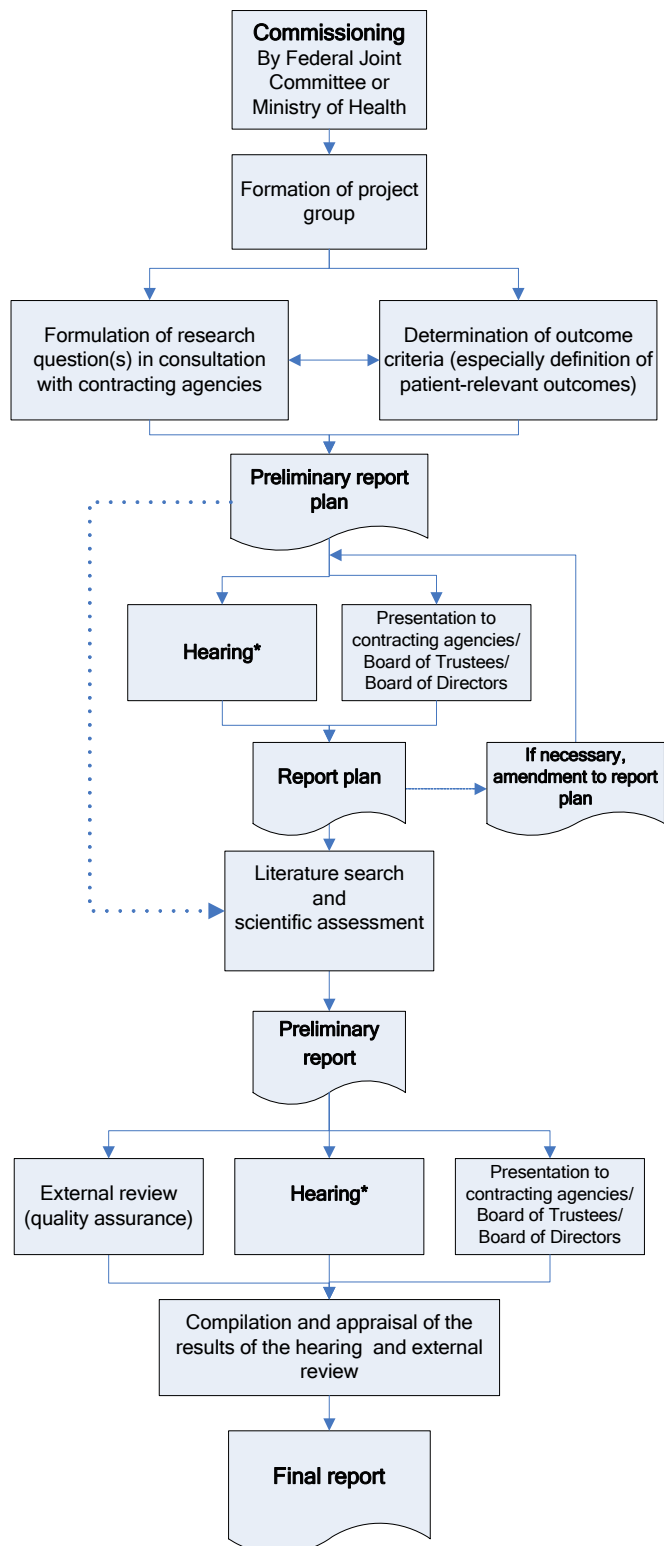 Commissioning
By Federal Joint
Committee or
Ministry of Health
Formation of project
group
Formulation of research
question(s) in consultation
with contracting agencies
Determination of outcome
criteria (especially definition of
patient-relevant outcomes)
Preliminary report
plan
Hearing*
Presentation to
contracting agencies/
Board of Trustees/
Board of Directors
Report plan
If necessary,
amendment to report
plan
Literature search
and
scientific assessment
Preliminary
report
External review
(quality assurance)
Hearing*
Presentation to
contracting agencies/
Board of Trustees/
Board of Directors
Compilation and appraisal of the
results of the hearing and external
review
Final report